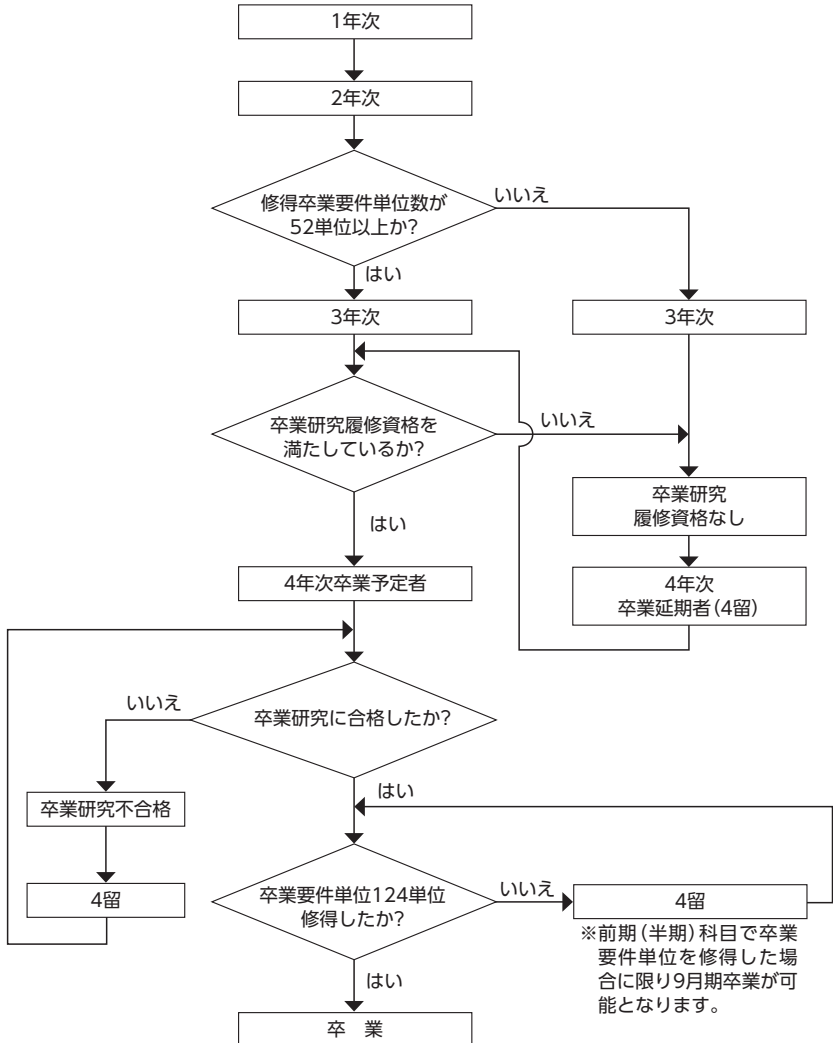 1年次
2年次
修得卒業要件単位数が
52単位以上か?
いいえ
はい
3年次
3年次
卒業研究履修資格を
満たしているか?
いいえ
はい
卒業研究
履修資格なし
4年次卒業予定者
4年次
卒業延期者(4留)
卒業研究に合格したか?
いいえ
はい
卒業研究不合格
4留
卒業要件単位124単位
修得したか?
いいえ
4留
※前期(半期)科目で卒業
要件単位を修得した場
合に限り9月期卒業が可
能となります。
はい
卒　業